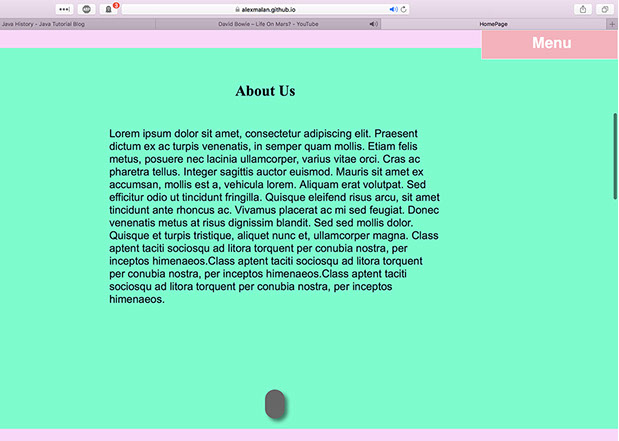 3
alexmalan.github.io
Java History - Java Tutorial Blog
David Bowie – Life On Mars? - YouTube
HomePage
Menu
About Us
Lorem ipsum dolor sit amet, consectetur adipiscing elit. Praesent
dictum ex ac turpis venenatis, in semper quam mollis. Etiam felis
metus, posuere nec lacinia ullamcorper, varius vitae orci. Cras ac
pharetra tellus. Integer sagittis auctor euismod. Mauris sit amet ex
accumsan, mollis est a, vehicula lorem. Aliquam erat volutpat. Sed
efficitur odio ut tincidunt fringilla. Quisque eleifend risus arcu, sit amet
tincidunt ante rhoncus ac. Vivamus placerat ac mi sed feugiat. Donec
venenatis metus at risus dignissim blandit. Sed sed mollis dolor.
Quisque et turpis tristique, aliquet nunc et, ullamcorper magna. Class
aptent taciti sociosqu ad litora torquent per conubia nostra, per
inceptos himenaeos.Class aptent taciti sociosqu ad litora torquent
per conubia nostra, per inceptos himenaeos.Class aptent taciti
sociosqu ad litora torquent per conubia nostra, per inceptos
himenaeos.